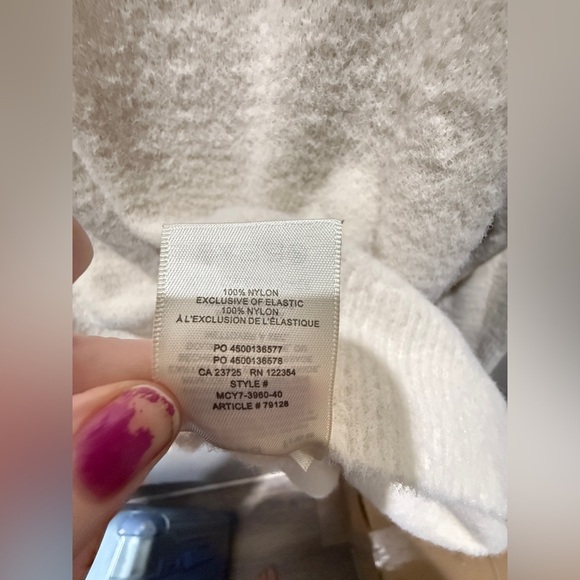 100% NYLON
EXCLUSIVE OF ELASTIC
100% NYLON
À L'EXCLUSION DE L'ÉLASTIQUE
PO 4500136577
PO 4500136578
CA 23725 RN 122354
STYLE #
MCY7-3960-40
ARTICLE # 79128